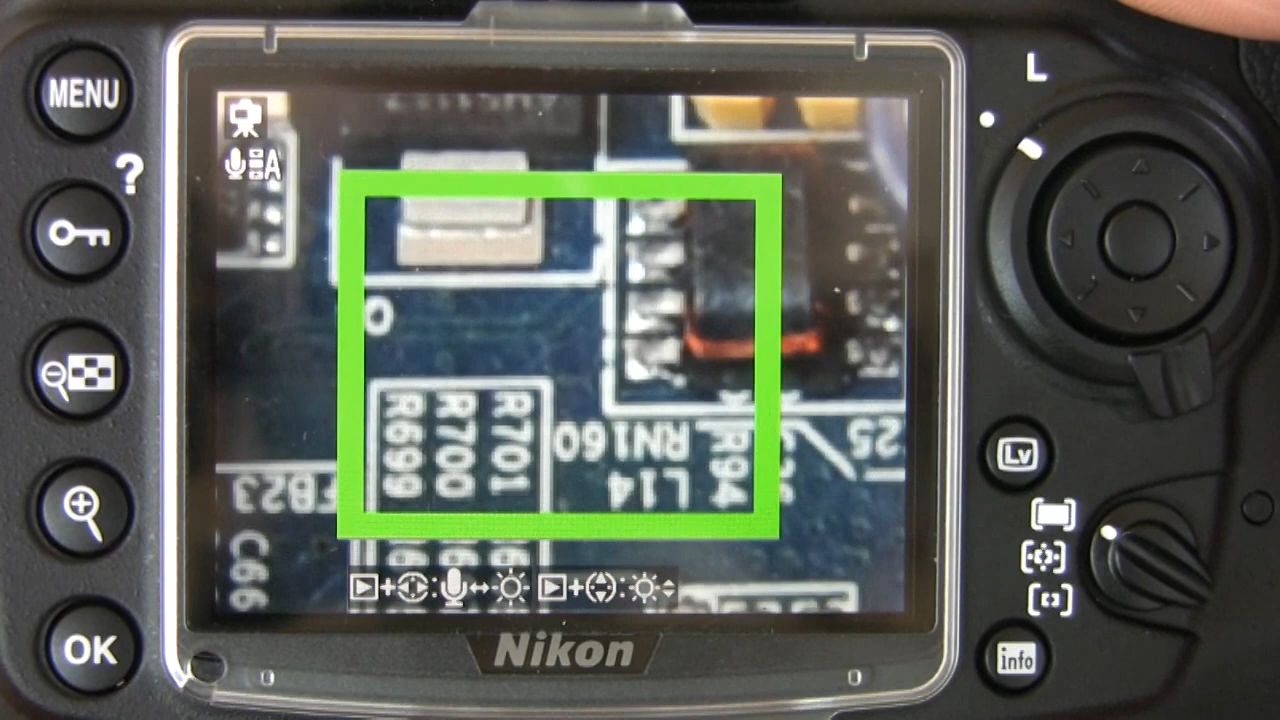 MENU
L
?
A
R699
R700
R701
RN160
L14
R94
25
FB23
C66
Lv
Nikon
OK
info